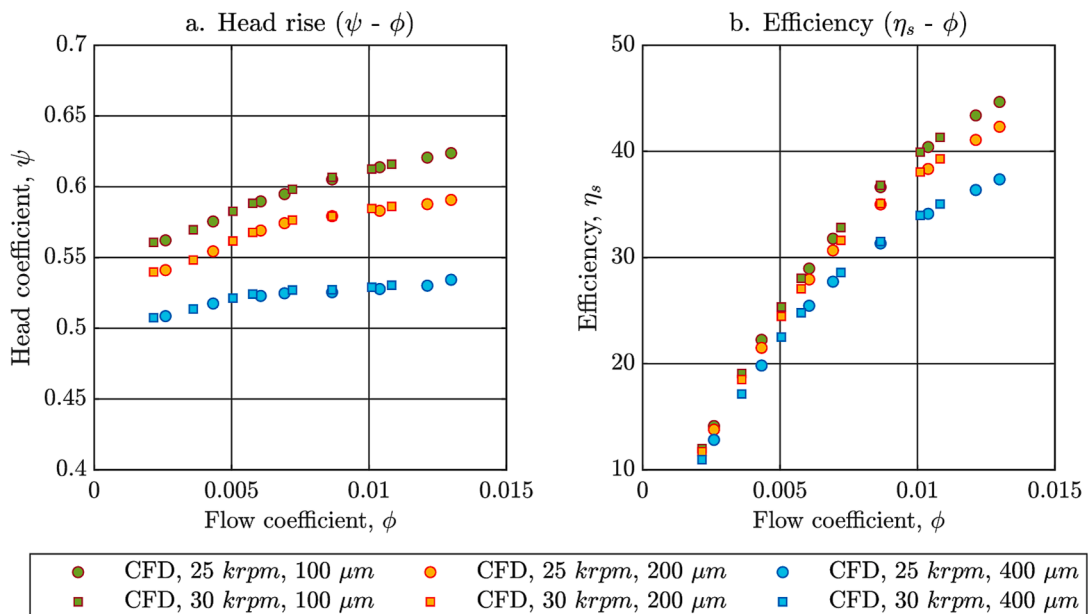 a. Head rise (ψ - ϕ)
0.7
0.65
0.6
0.55
0.5
0.45
0.4
Head coefficient, ψ
0
0.005
0.01
0.015
Flow coefficient, ϕ
b. Efficiency (ηs - ϕ)
50
40
30
20
10
Efficiency, ηs
0
0.005
0.01
0.015
Flow coefficient, ϕ
CFD, 25 krpm, 100 μm
CFD, 25 krpm, 200 μm
CFD, 25 krpm, 400 μm
CFD, 30 krpm, 100 μm
CFD, 30 krpm, 200 μm
CFD, 30 krpm, 400 μm